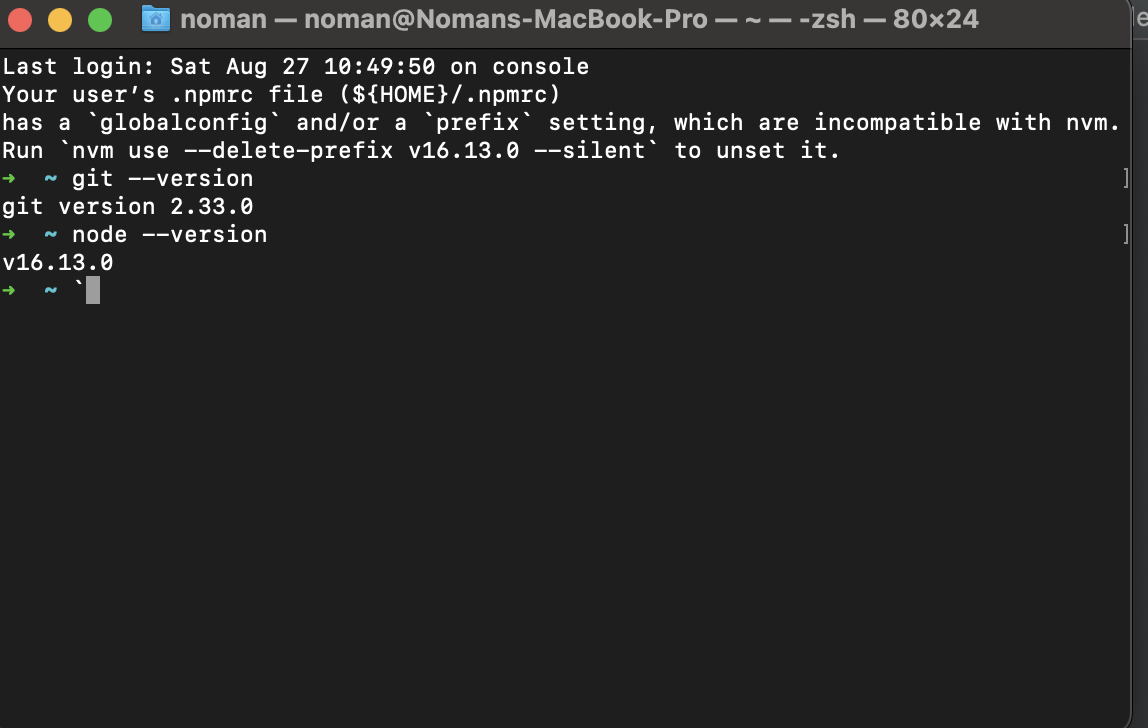 noman — noman@Nomans-MacBook-Pro — ~ — -zsh — 80×24
Last login: Sat Aug 27 10:49:50 on console
Your user’s .npmrc file (${HOME}/.npmrc)
has a `globalconfig` and/or a `prefix` setting, which are incompatible with nvm.
Run `nvm use --delete-prefix v16.13.0 --silent` to unset it.
➜  ~ git --version ]
git version 2.33.0
➜  ~ node --version ]
v16.13.0
➜  ~ `